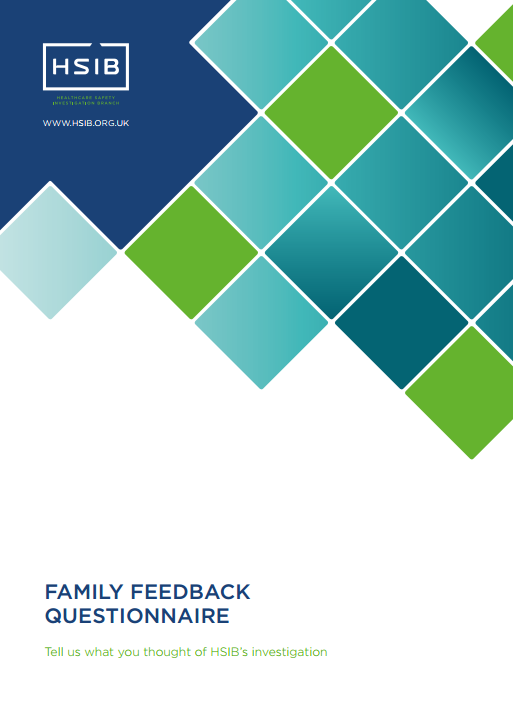 HSIB
HEALTHCARE SAFETY
INVESTIGATION BRANCH
WWW.HSIB.ORG.UK
FAMILY FEEDBACK
QUESTIONNAIRE
Tell us what you thought of HSIB's investigation